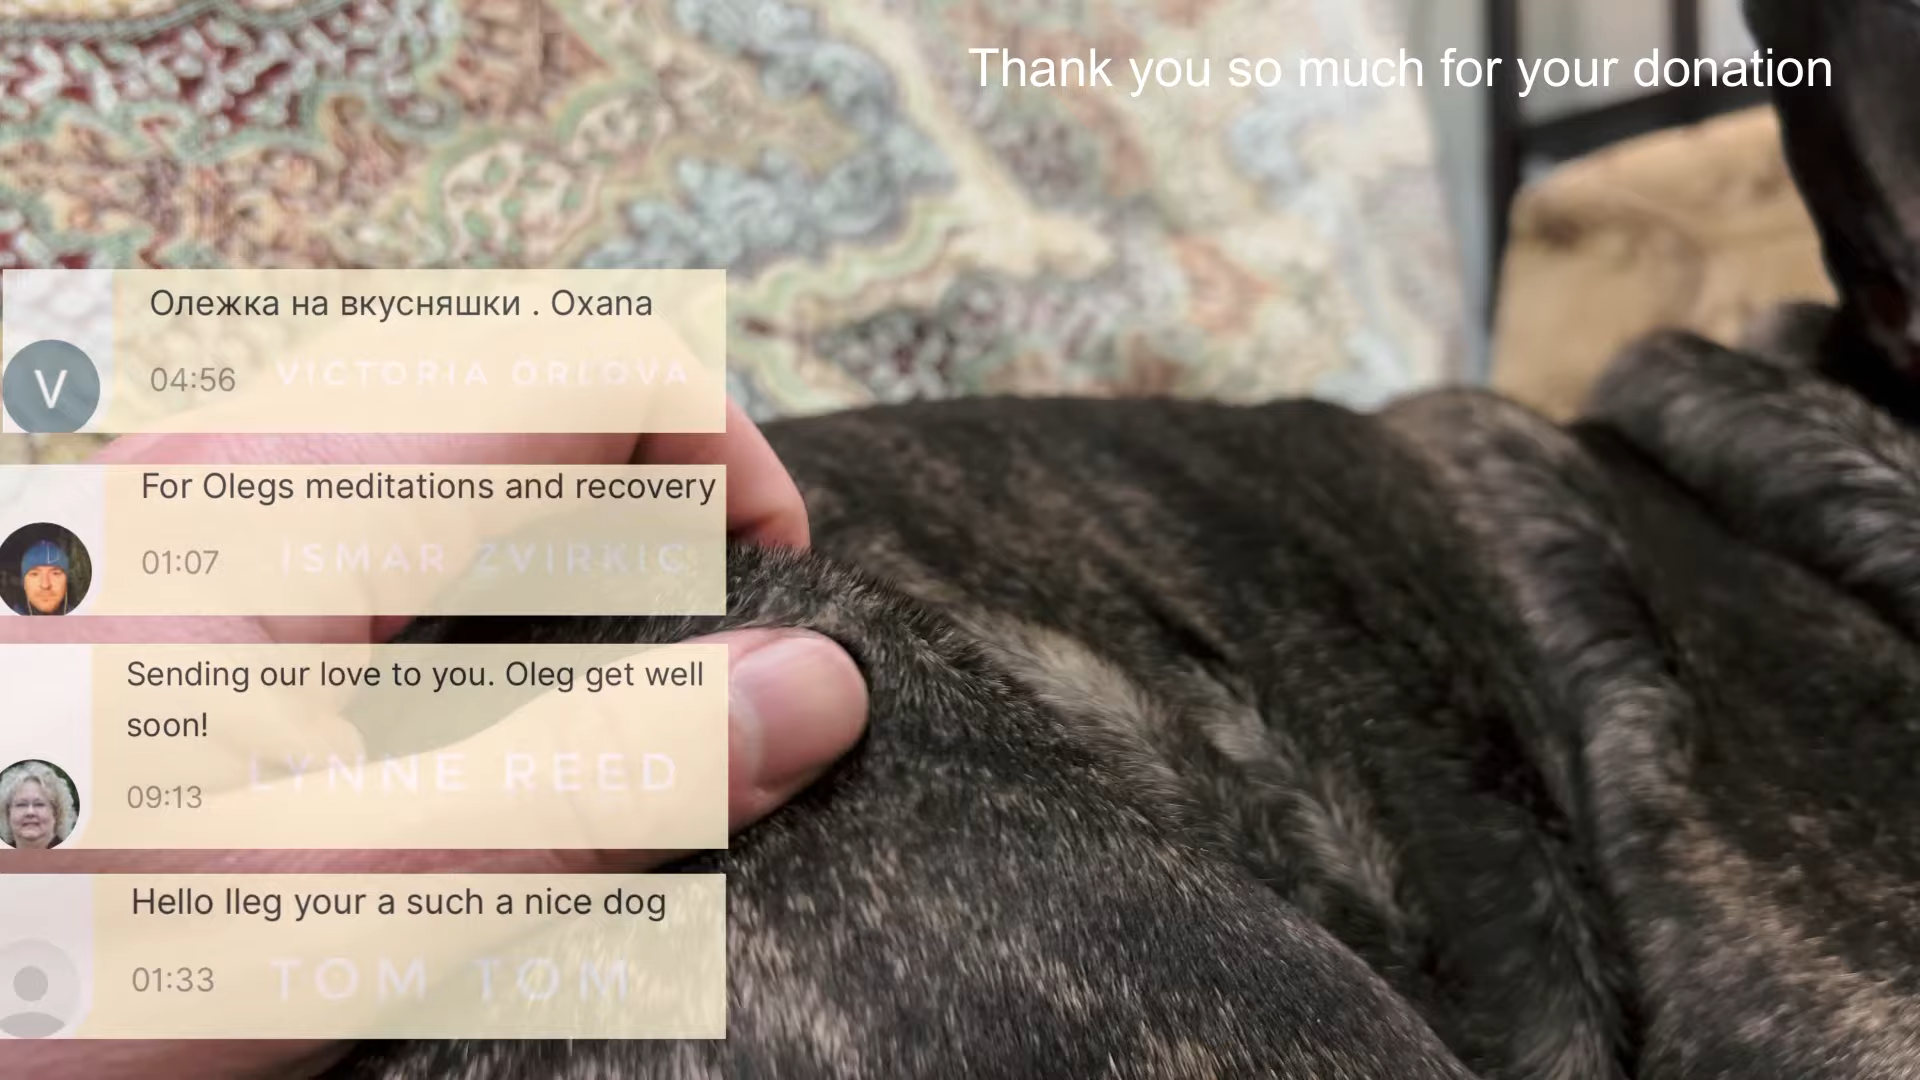 Thank you so much for your donation
Олежка на вкусняшки . Oxana
04:56 VICTORIA ORLOVA
For Olegs meditations and recovery
01:07 ISMAR ZVIRKIC
Sending our love to you. Oleg get well
soon!
LYNNE REED
09:13
Hello Ileg your a such a nice dog
01:33 TOM TOM
V